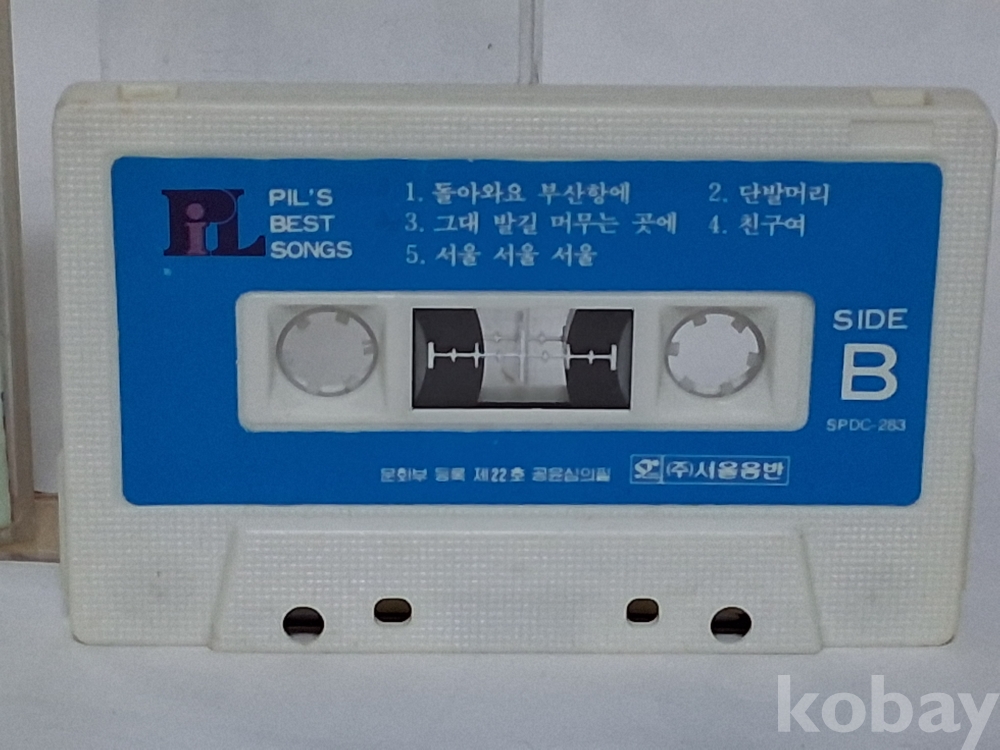 PiL
PIL'S
BEST
SONGS
1. 돌아와요 부산항에 2. 단발머리
3. 그대 발길 머무는 곳에 4. 친구여
5. 서울 서울 서울
SIDE
B
SPDC-283
문화부 등록 제22호 공윤심의필 (주)서울음반
kobay